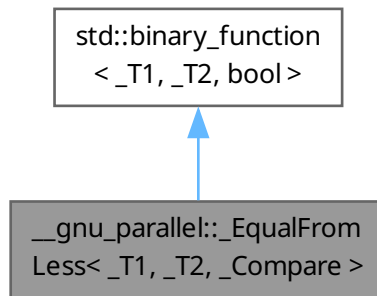 std::binary_function
< _T1, _T2, bool >
__gnu_parallel::_EqualFrom
Less< _T1, _T2, _Compare >